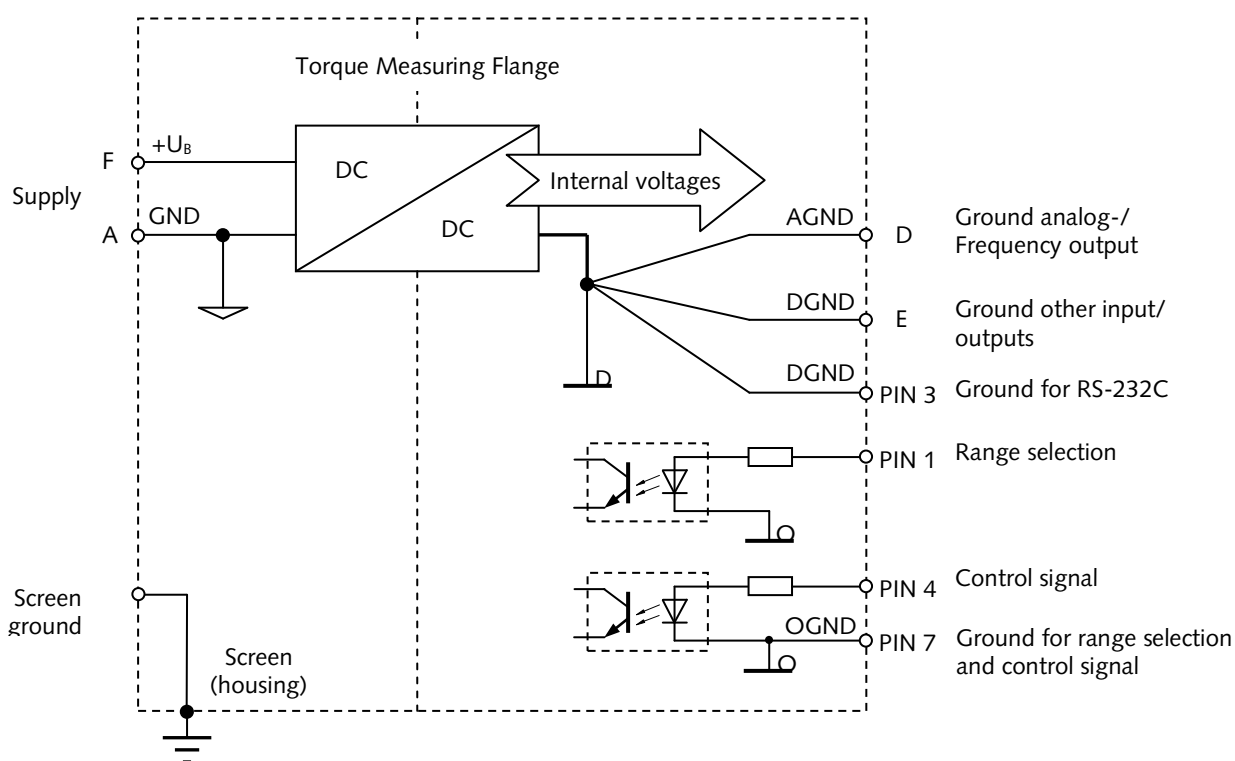 Torque Measuring Flange
F
+UB
Supply
A
GND
DC
DC
Internal voltages
AGND
D
Ground analog-/
Frequency output
DGND
E
Ground other input/
outputs
D
DGND
PIN 3
Ground for RS-232C
PIN 1
Range selection
O
PIN 4
Control signal
OGND
PIN 7
Ground for range selection
and control signal
O
Screen
ground
Screen
(housing)